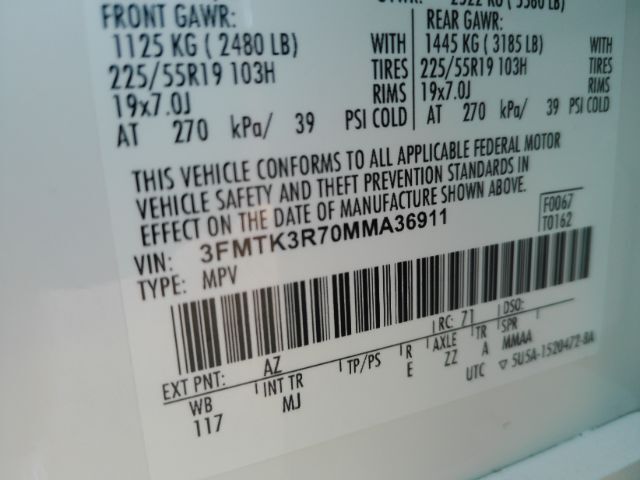 FRONT GAWR:
1125 KG ( 2480 LB) WITH
225/55R19 103H TIRES
19x7.0J RIMS
AT 270 kPa/ 39 PSI COLD
REAR GAWR:
1445 KG ( 3185 LB) WITH
225/55R19 103H TIRES
19x7.0J RIMS
AT 270 kPa/ 39 PSI COLD
THIS VEHICLE CONFORMS TO ALL APPLICABLE FEDERAL MOTOR
VEHICLE SAFETY AND THEFT PREVENTION STANDARDS IN
EFFECT ON THE DATE OF MANUFACTURE SHOWN ABOVE.
F0067
T0162
VIN: 3FMTK3R70MMA36911
TYPE: MPV
RC: 71 DSO:
EXT PNT: AZ
WB INT TR TP/PS R AXLE TR SPR
117 MJ E ZZ A MMAA
UTC ▽ 5U5A-1520472-BA